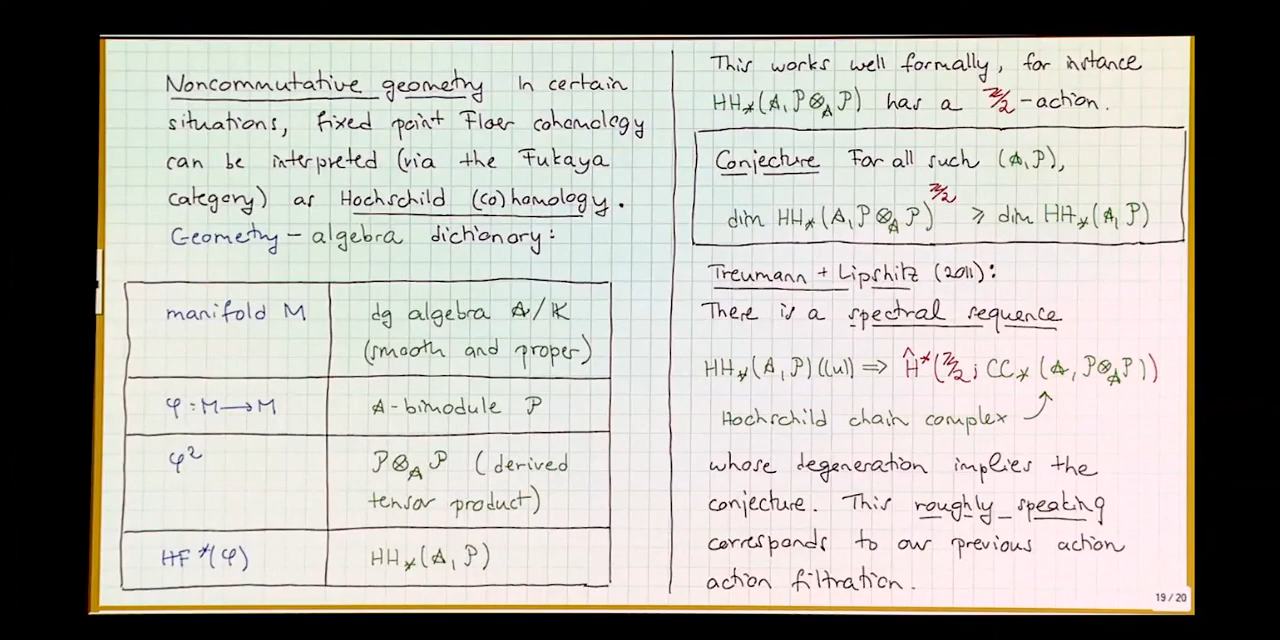 Noncommutative geometry In certain
situations, fixed point Floer cohomology
can be interpreted (via the Fukaya
category) as Hochschild (co)homology.
Geometry - algebra dictionary:
manifold M
dg algebra A/K
(smooth and proper)
φ: M → M
A-bimodule P
φ²
P⊗_A P (derived
tensor product)
HF*(φ)
HH_*(A, P)
This works well formally, for instance
HH_*(A, P⊗_A P) has a Z/2-action.
Conjecture For all such (A, P),
dim HH_*(A, P⊗_A P)^{Z/2} ≥ dim HH_*(A, P)
Treumann + Lipshitz (2011):
There is a spectral sequence
HH_*(A, P)((u)) ⇒ Ĥ*(Z/2; CC_*(A, P⊗_A P))
Hochschild chain complex
whose degeneration implies the
conjecture. This roughly speaking
corresponds to our previous action
action filtration.
19 / 20